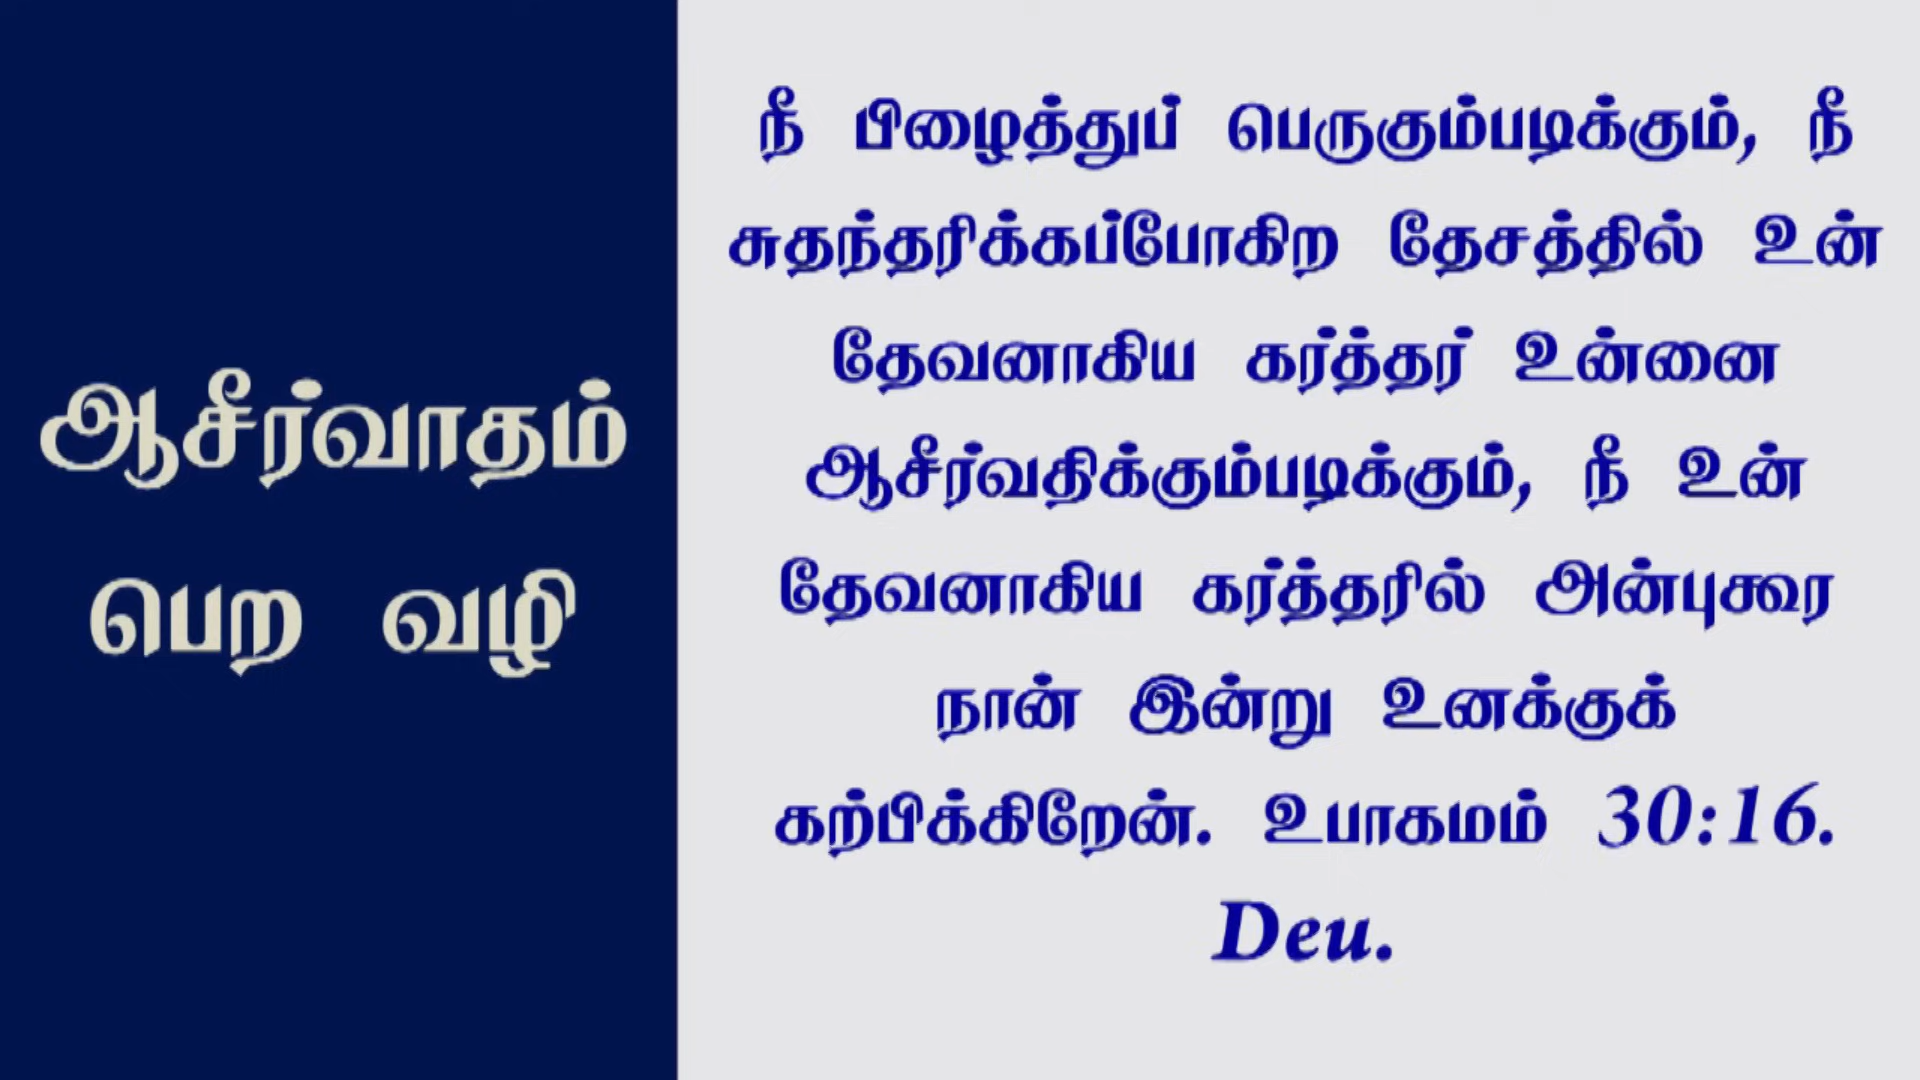 ஆசீர்வாதம்
பெற வழி
நீ பிழைத்துப் பெருகும்படிக்கும், நீ
சுதந்தரிக்கப்போகிற தேசத்தில் உன்
தேவனாகிய கர்த்தர் உன்னை
ஆசீர்வதிக்கும்படிக்கும், நீ உன்
தேவனாகிய கர்த்தரில் அன்புகூர
நான் இன்று உனக்குக்
கற்பிக்கிறேன். உபாகமம் 30:16.
Deu.